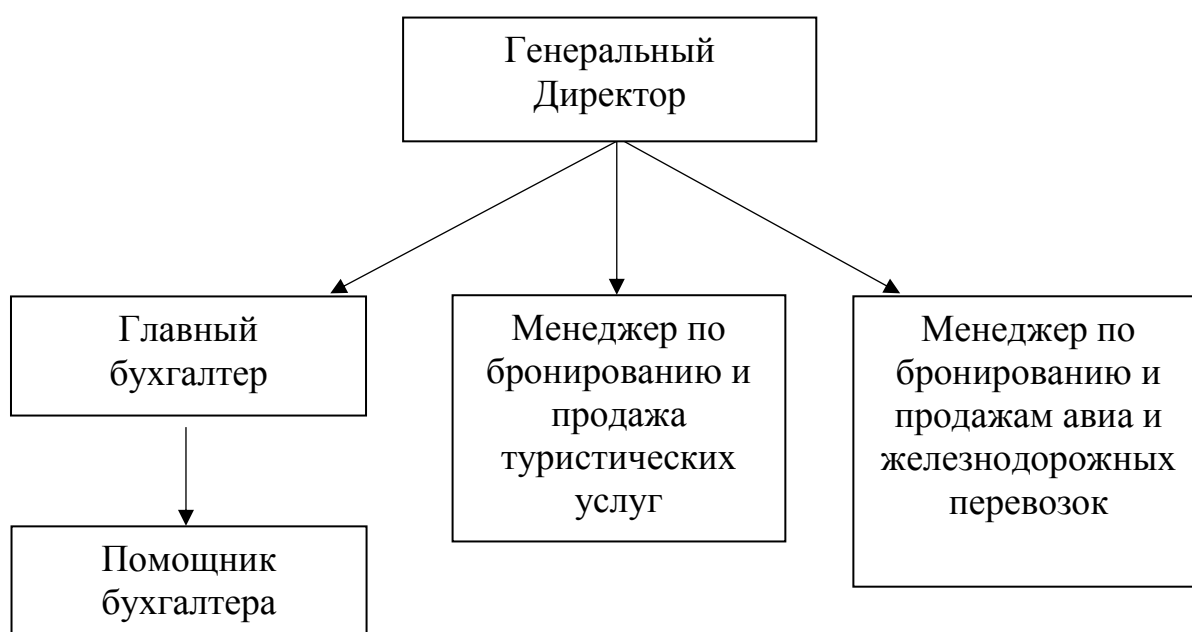 Генеральный
Директор
Главный
бухгалтер
Менеджер по
бронированию и
продажа
туристических
услуг
Менеджер по
бронированию и
продажам авиа и
железнодорожных
перевозок
Помощник
бухгалтера